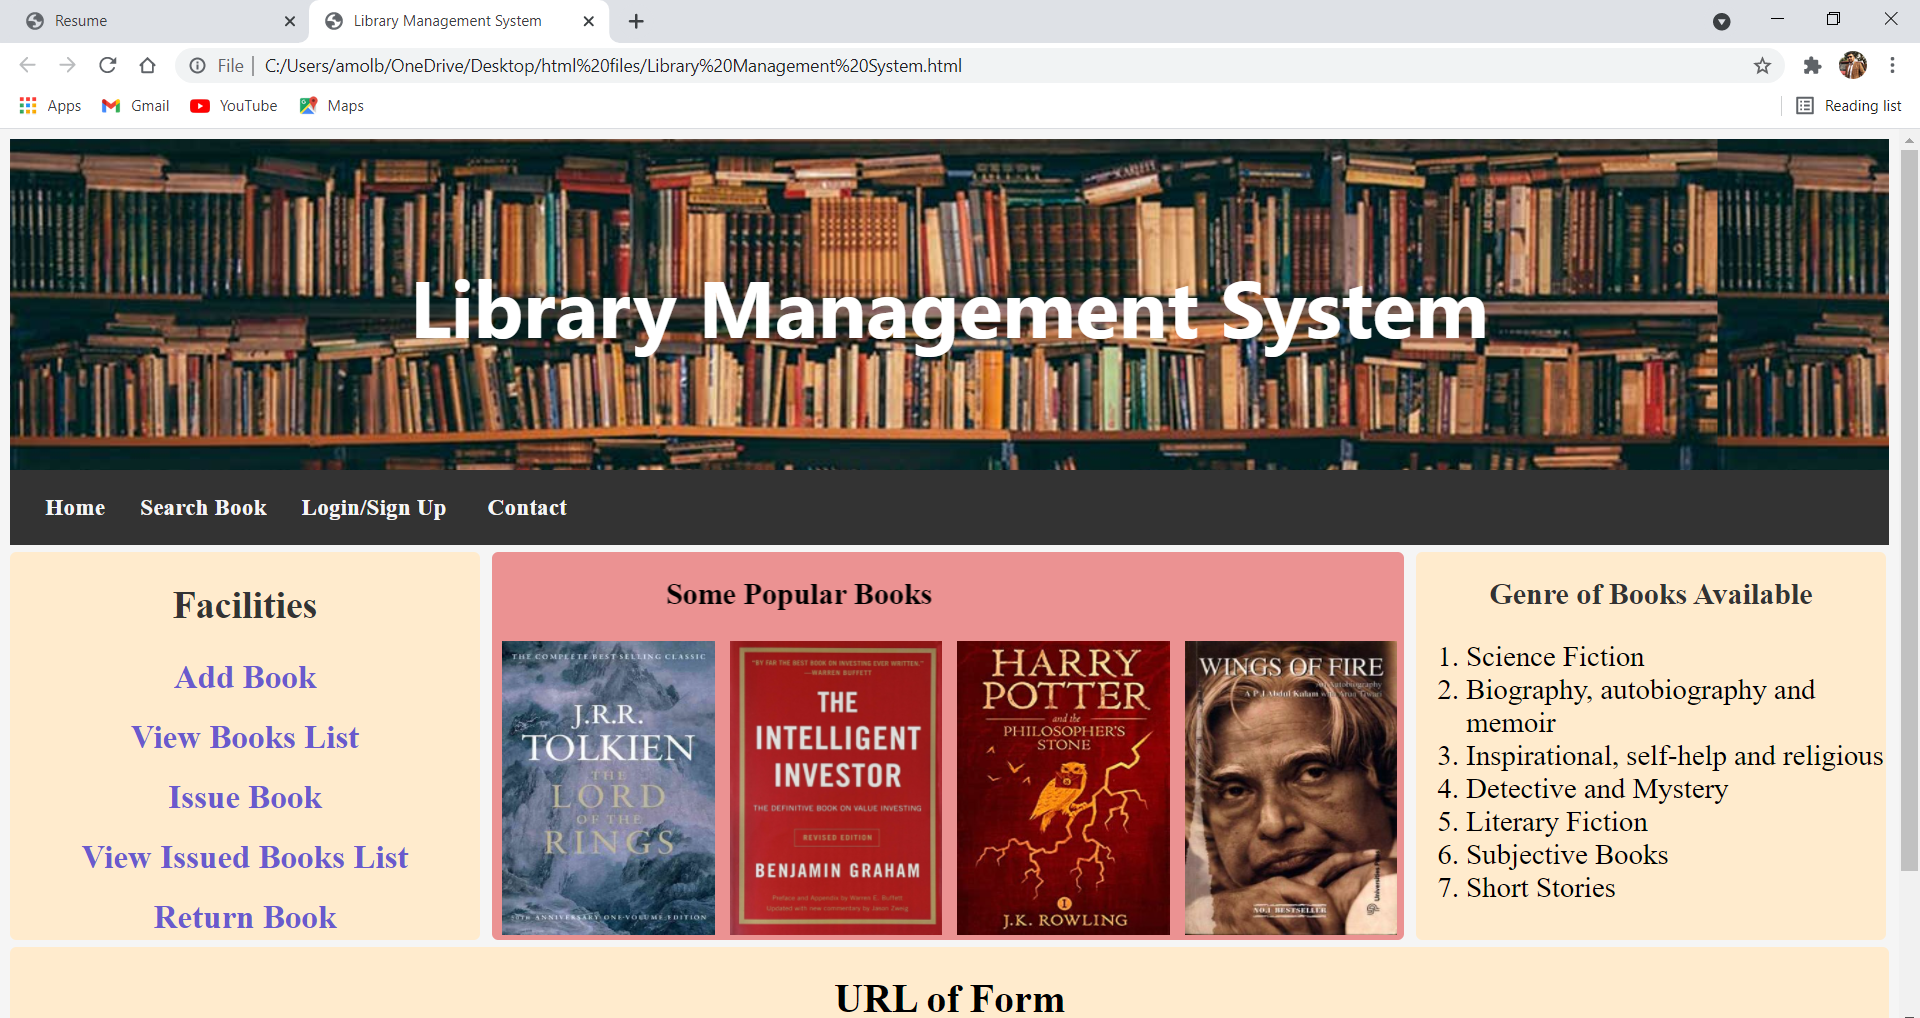 Resume
Library Management System
File
C:/Users/amolb/OneDrive/Desktop/html%20files/Library%20Management%20System.html
Apps
Gmail
YouTube
Maps
Reading list
Library Management System
Home
Search Book
Login/Sign Up
Contact
Facilities
Add Book
View Books List
Issue Book
View Issued Books List
Return Book
Some Popular Books
THE COMPLETE BEST-SELLING CLASSIC
J.R.R.
TOLKIEN
THE
LORD
OF THE
RINGS
50TH ANNIVERSARY ONE-VOLUME EDITION
"BY FAR THE BEST BOOK ON INVESTING EVER WRITTEN."
—WARREN BUFFETT
THE
INTELLIGENT
INVESTOR
THE DEFINITIVE BOOK ON VALUE INVESTING
REVISED EDITION
BENJAMIN GRAHAM
Preface and Appendix by Warren E. Buffett
Updated with new commentary by Jason Zweig
HARRY
POTTER
and the
PHILOSOPHER'S
STONE
1
J.K. ROWLING
WINGS OF FIRE
Autobiography
A P J Abdul Kalam with Arun Tiwari
NO.1 BESTSELLER
Genre of Books Available
1. Science Fiction
2. Biography, autobiography and
memoir
3. Inspirational, self-help and religious
4. Detective and Mystery
5. Literary Fiction
6. Subjective Books
7. Short Stories
URL of Form